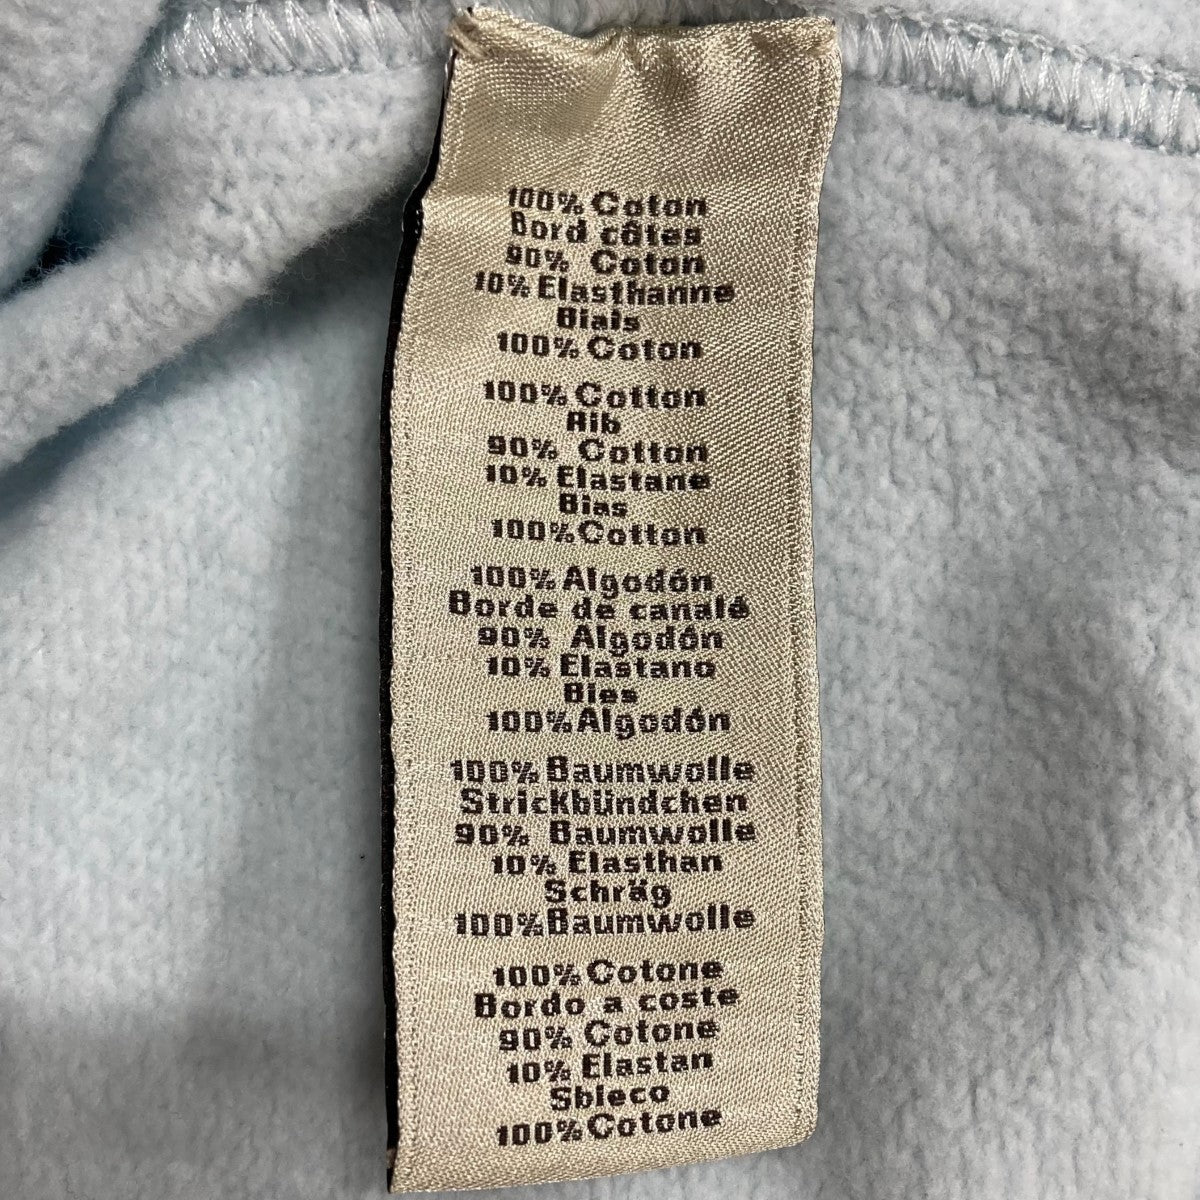 100% Coton
Bord côtes
90% Coton
10% Elasthanne
Biais
100% Coton
100% Cotton
Rib
90% Cotton
10% Elastane
Bias
100% Cotton
100% Algodón
Borde de canalé
90% Algodón
10% Elastano
Bies
100% Algodón
100% Baumwolle
Strickbündchen
90% Baumwolle
10% Elasthan
Schräg
100% Baumwolle
100% Cotone
Bordo a coste
90% Cotone
10% Elastan
Sbieco
100% Cotone